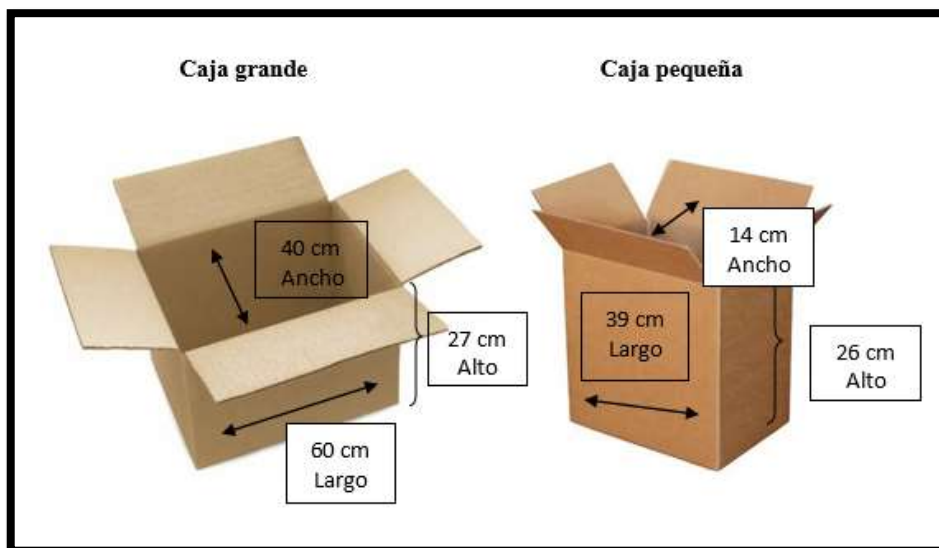 Caja grande
Caja pequeña
40 cm
Ancho
27 cm
Alto
60 cm
Largo
14 cm
Ancho
39 cm
Largo
26 cm
Alto